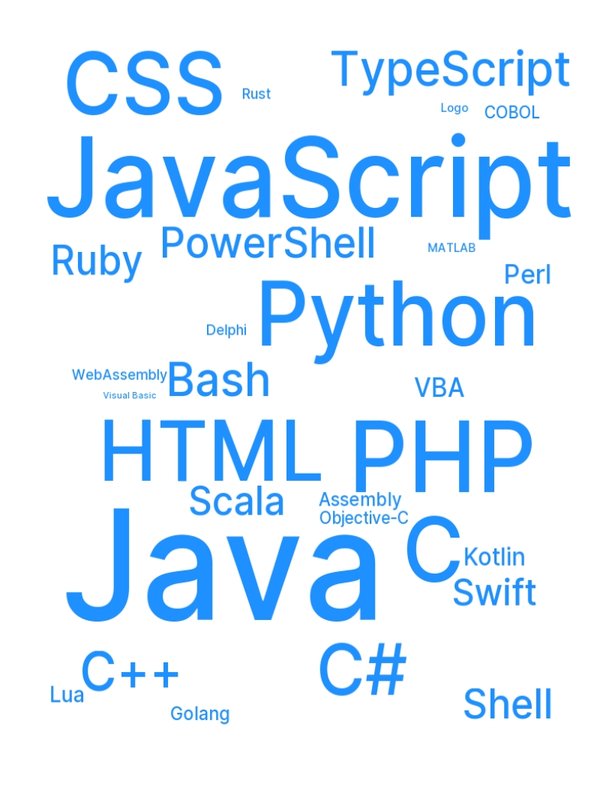 CSS
TypeScript
Rust
Logo
COBOL
JavaScript
PowerShell
Ruby
MATLAB
Perl
Python
Delphi
WebAssembly
Bash
VBA
Visual Basic
HTML
PHP
Scala
Assembly
Objective-C
Java
C
Kotlin
Swift
C++
C#
Lua
Shell
Golang